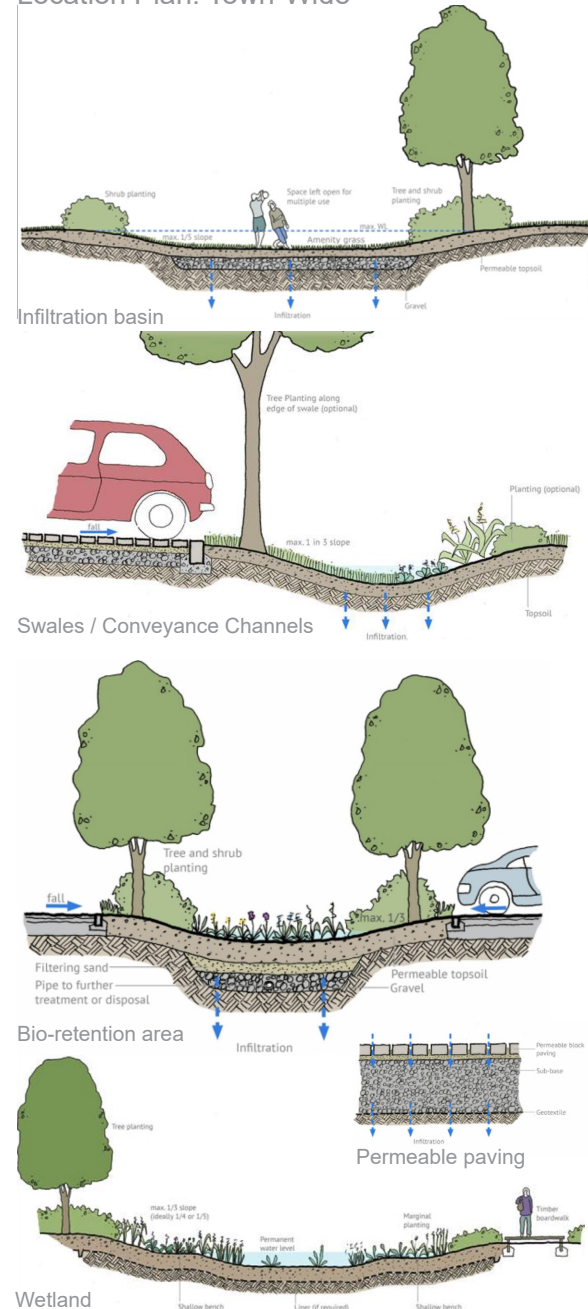 Location Plan: Town-Wide
Shrub planting
Space left open for
multiple use
Tree and shrub
planting
max. 1/5 slope
max. WL
Amenity grass
Permeable topsoil
Gravel
Infiltration
Infiltration basin
Tree Planting along
edge of swale (optional)
fall
Planting (optional)
max. 1 in 3 slope
Topsoil
Swales / Conveyance Channels
Infiltration.
Tree and shrub
planting
fall
max. 1/3
Filtering sand
Pipe to further
treatment or disposal
Permeable topsoil
Gravel
Bio-retention area
Infiltration
Permeable block
paving
Sub-base
Geotextile
Infiltration
Permeable paving
Tree planting
max. 1/3 slope
(ideally 1/4 or 1/5)
Permanent
water level
Marginal
planting
Timber
boardwalk
Wetland
Shallow bench
Liner (if required)
Shallow bench